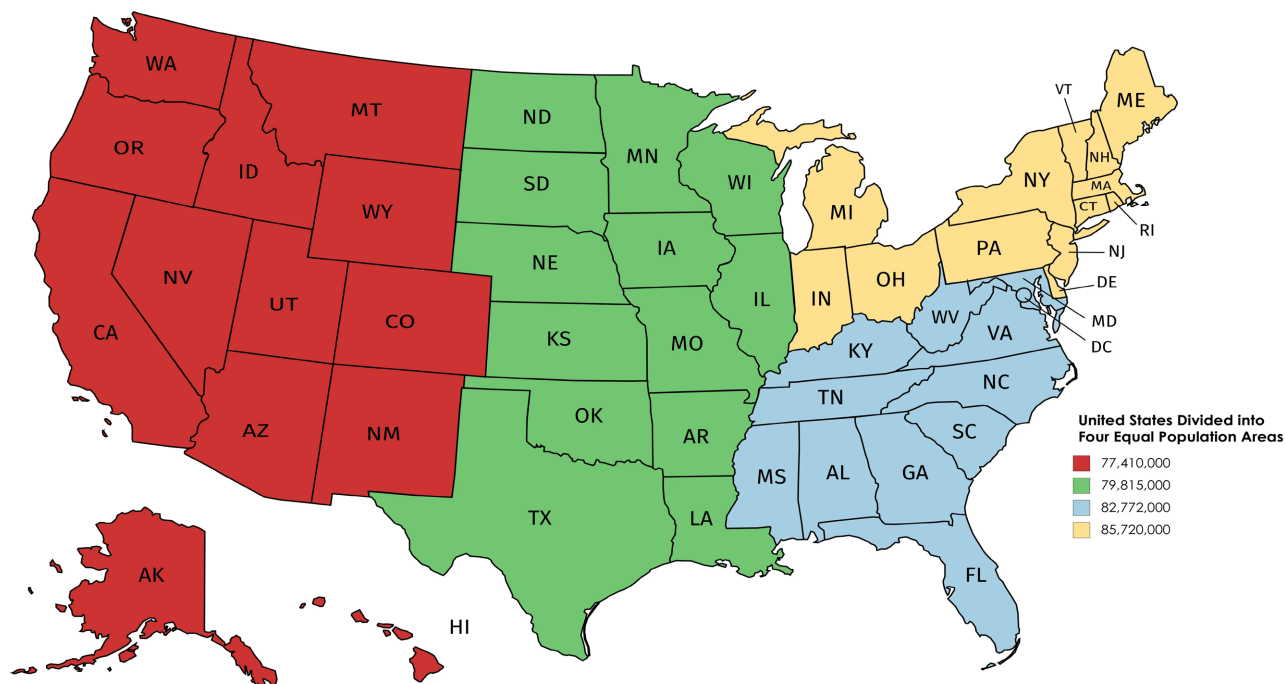 WA
MT
ND
MN
VT
ME
OR
ID
SD
WI
NH
NY
MA
CT
RI
WY
MI
IA
NE
PA
NJ
NV
UT
IL
IN
OH
DE
CA
CO
KS
MO
WV
VA
MD
DC
KY
TN
NC
AZ
NM
OK
AR
SC
MS
AL
GA
TX
LA
FL
AK
HI
United States Divided into
Four Equal Population Areas
77,410,000
79,815,000
82,772,000
85,720,000